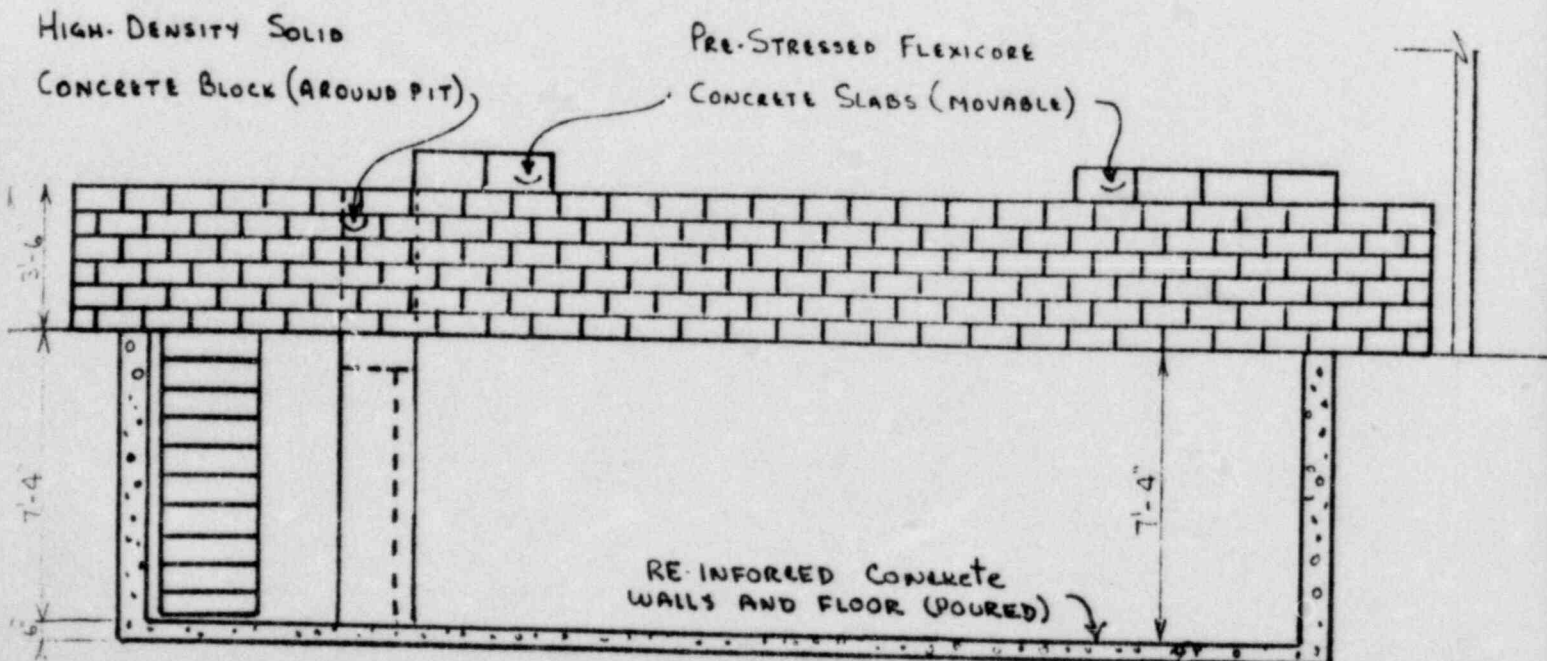 HIGH-DENSITY SOLID
CONCRETE BLOCK (AROUND PIT)
PRE-STRESSED FLEXICORE
CONCRETE SLABS (MOVABLE)
3'-6
7'-4"
7'-4"
RE-INFORCED CONCRETE
WALLS AND FLOOR (POURED)
6"